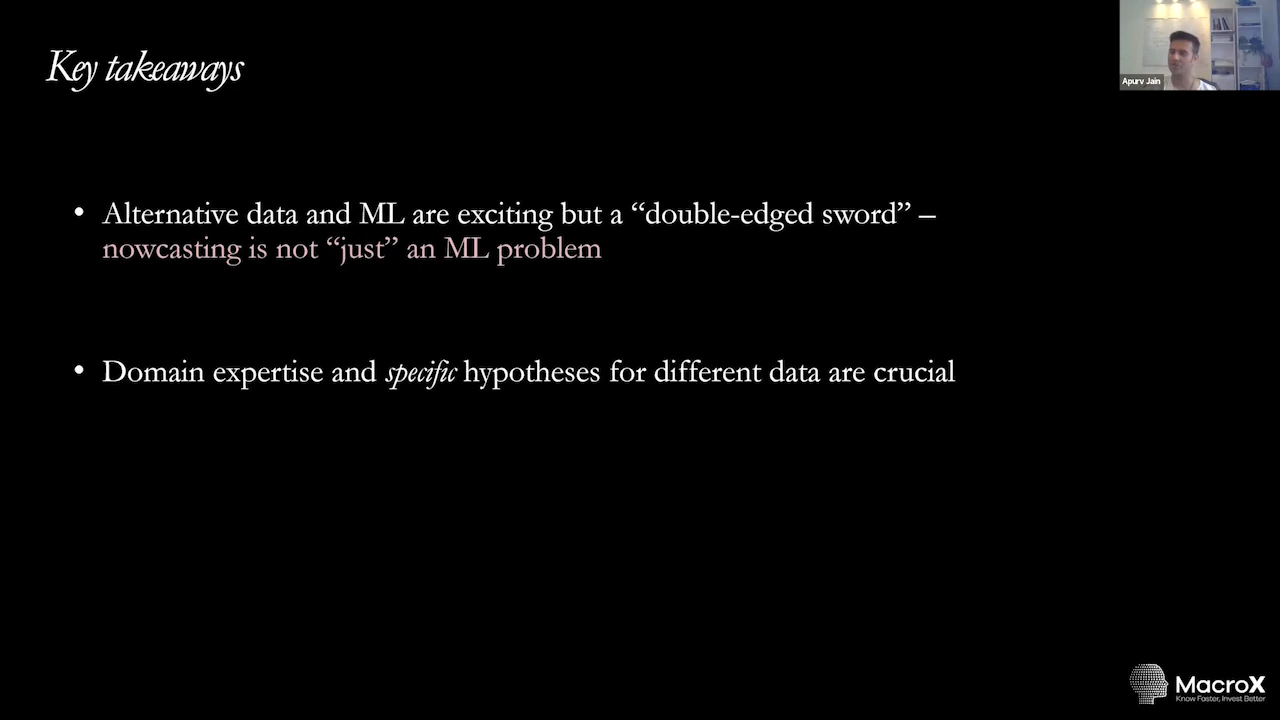 Key takeaways
Apurv Jain
• Alternative data and ML are exciting but a “double-edged sword” –
nowcasting is not “just” an ML problem
• Domain expertise and specific hypotheses for different data are crucial
MacroX
Know Faster, Invest Better